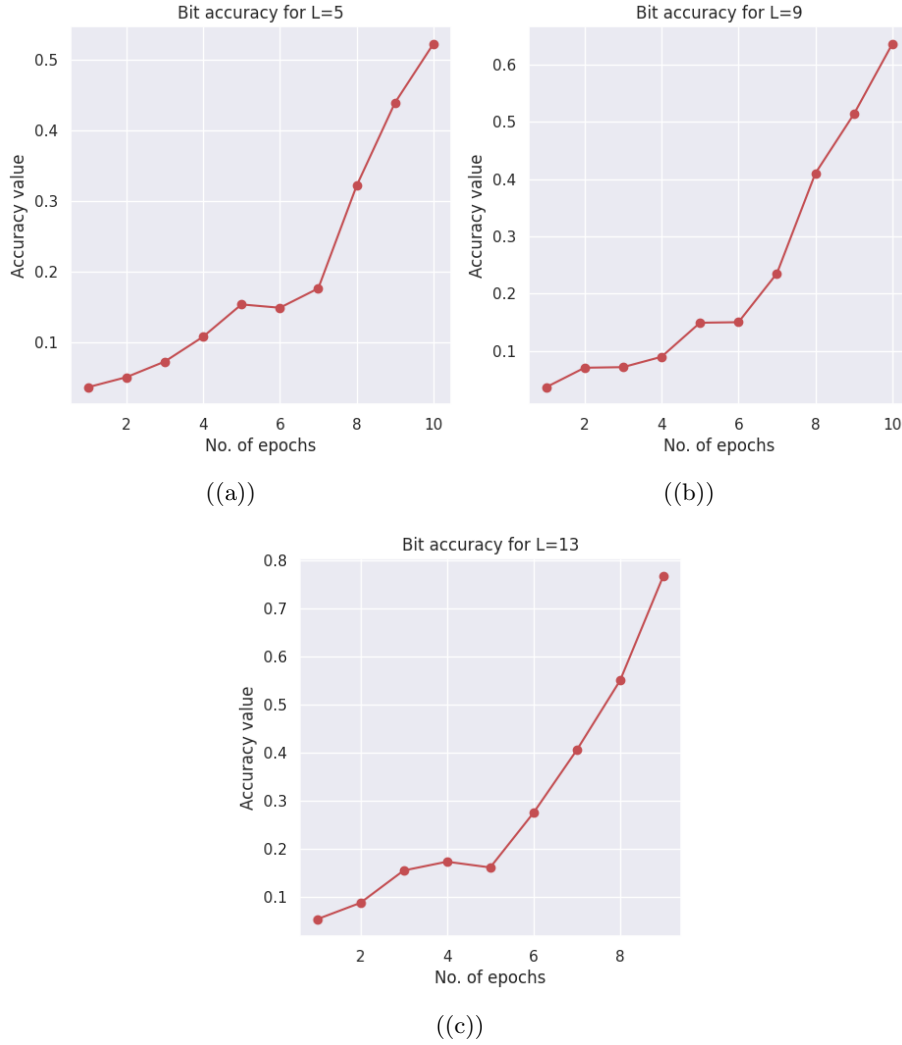 Bit accuracy for L=5
0.5
0.4
0.3
0.2
0.1
Accuracy value
2 4 6 8 10
No. of epochs
((a))
Bit accuracy for L=9
0.6
0.5
0.4
0.3
0.2
0.1
Accuracy value
2 4 6 8 10
No. of epochs
((b))
Bit accuracy for L=13
0.8
0.7
0.6
0.5
0.4
0.3
0.2
0.1
Accuracy value
2 4 6 8
No. of epochs
((c))